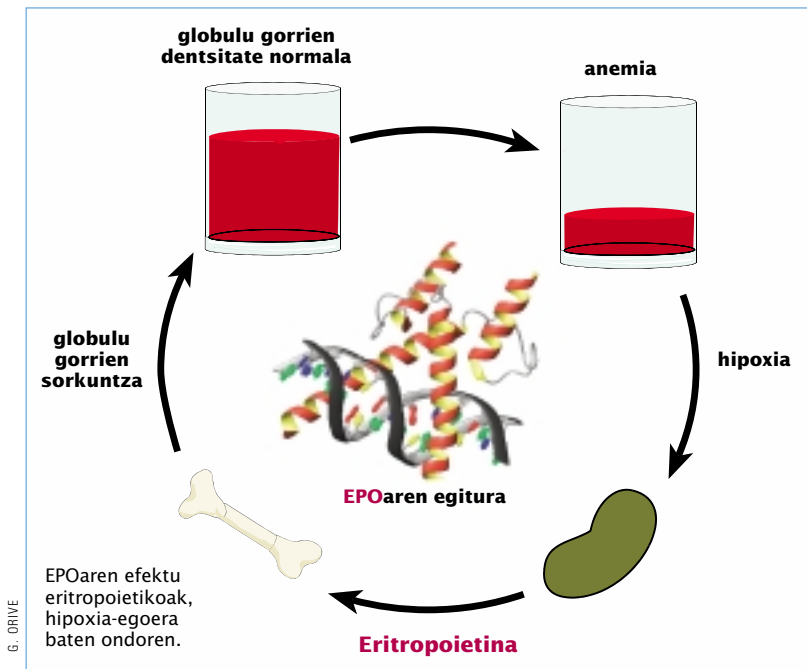 globulu gorrien
dentsitate normala
anemia
globulu
gorrien
sorkuntza
hipoxia
EPOaren egitura
EPOaren efektu
eritropoietikoak,
hipoxia-egoera
baten ondoren.
Eritropoietina
G. ORIVE